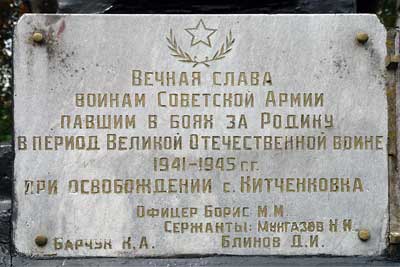 Вечная слава
воинам Советской Армии
павшим в боях за Родину
в период Великой Отечественной войне
1941-1945 г.г.
при освобождении с. Китченковка
Офицер Борис М.М.
Сержанты: Мингазов Н.И.
Барчук К.А. Блинов Д.И.